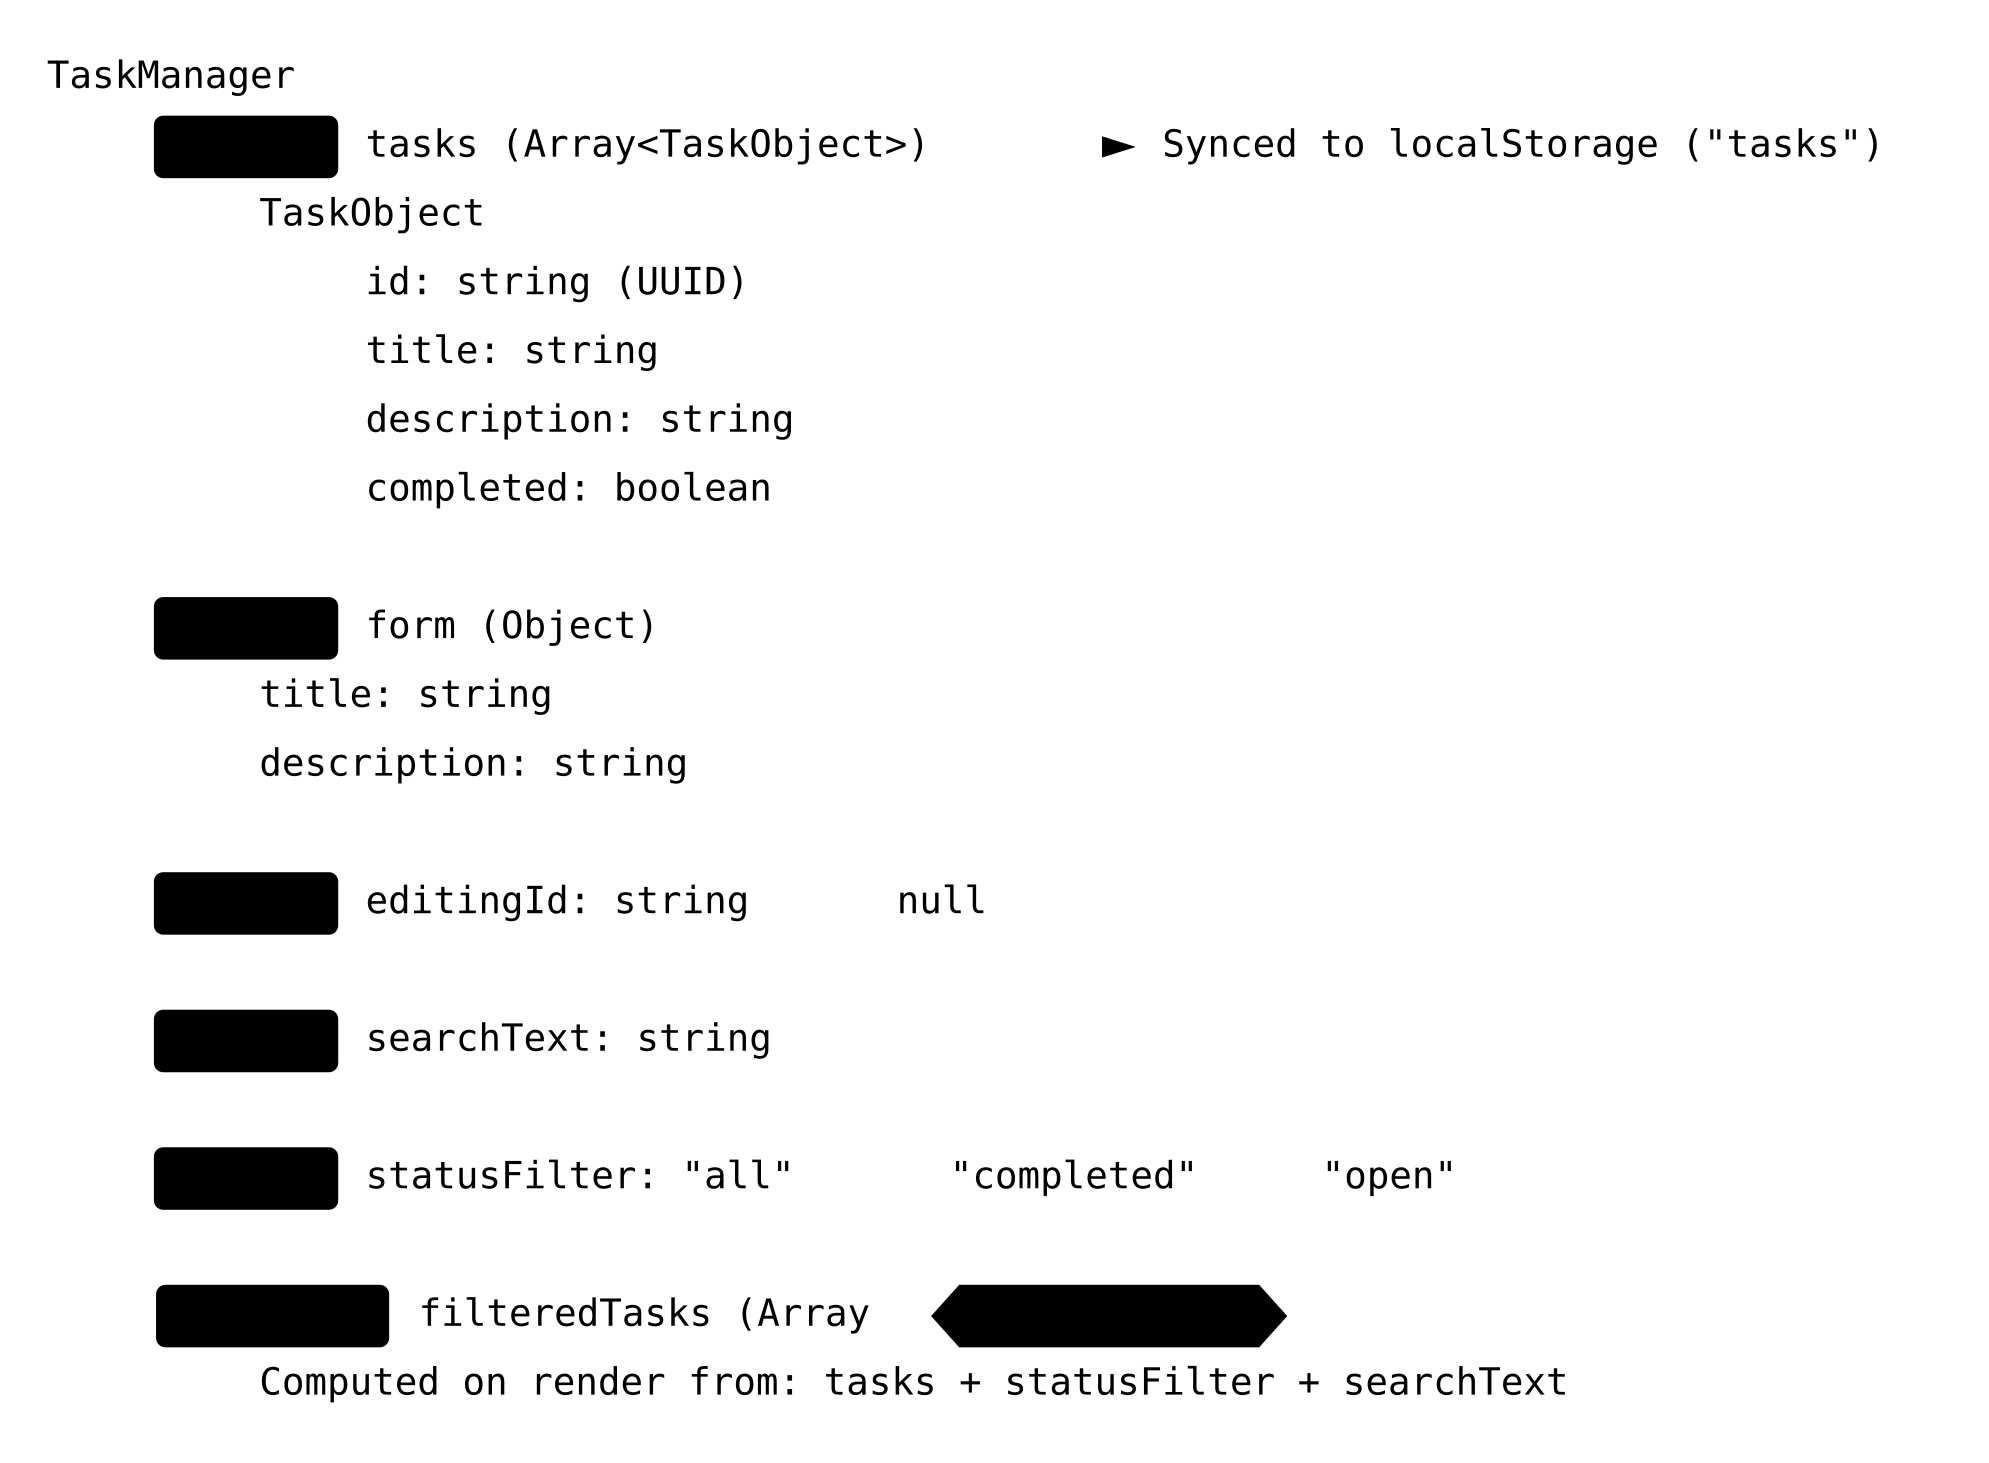 TaskManager
tasks (Array<TaskObject>) ► Synced to localStorage ("tasks")
TaskObject
id: string (UUID)
title: string
description: string
completed: boolean
form (Object)
title: string
description: string
editingId: string null
searchText: string
statusFilter: "all" "completed" "open"
filteredTasks (Array
Computed on render from: tasks + statusFilter + searchText